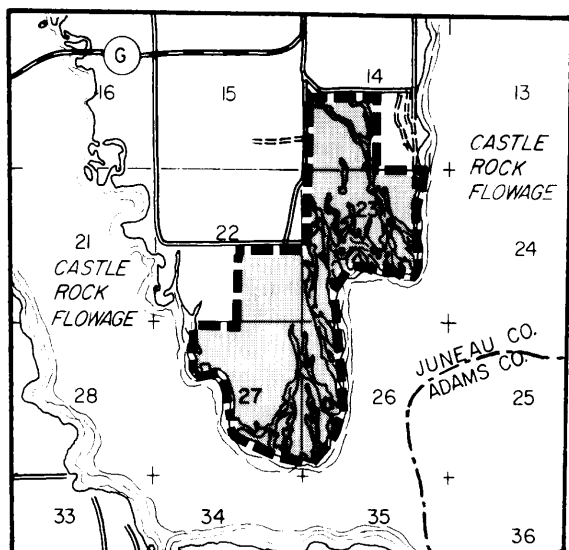 G
16
15
14
13
CASTLE
ROCK
FLOWAGE
23
22
21
24
CASTLE
ROCK
FLOWAGE
JUNEAU CO.
ADAMS CO.
28
27
26
25
33
34
35
36